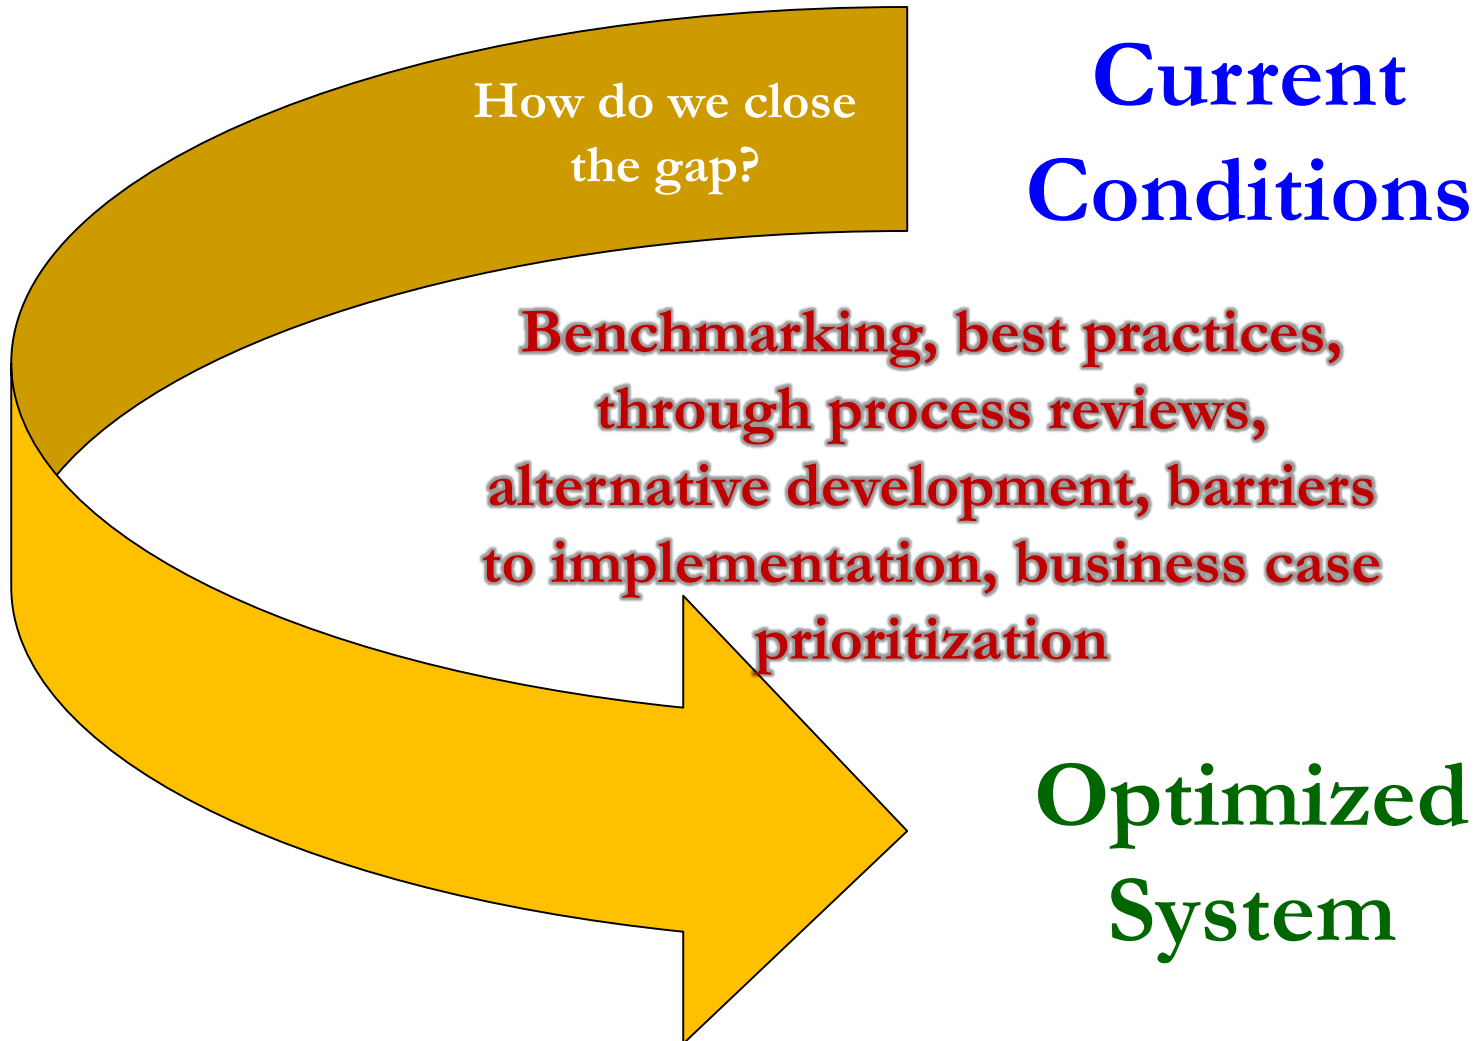 How do we close
the gap?
Current
Conditions
Benchmarking, best practices,
through process reviews,
alternative development, barriers
to implementation, business case
prioritization
Optimized
System